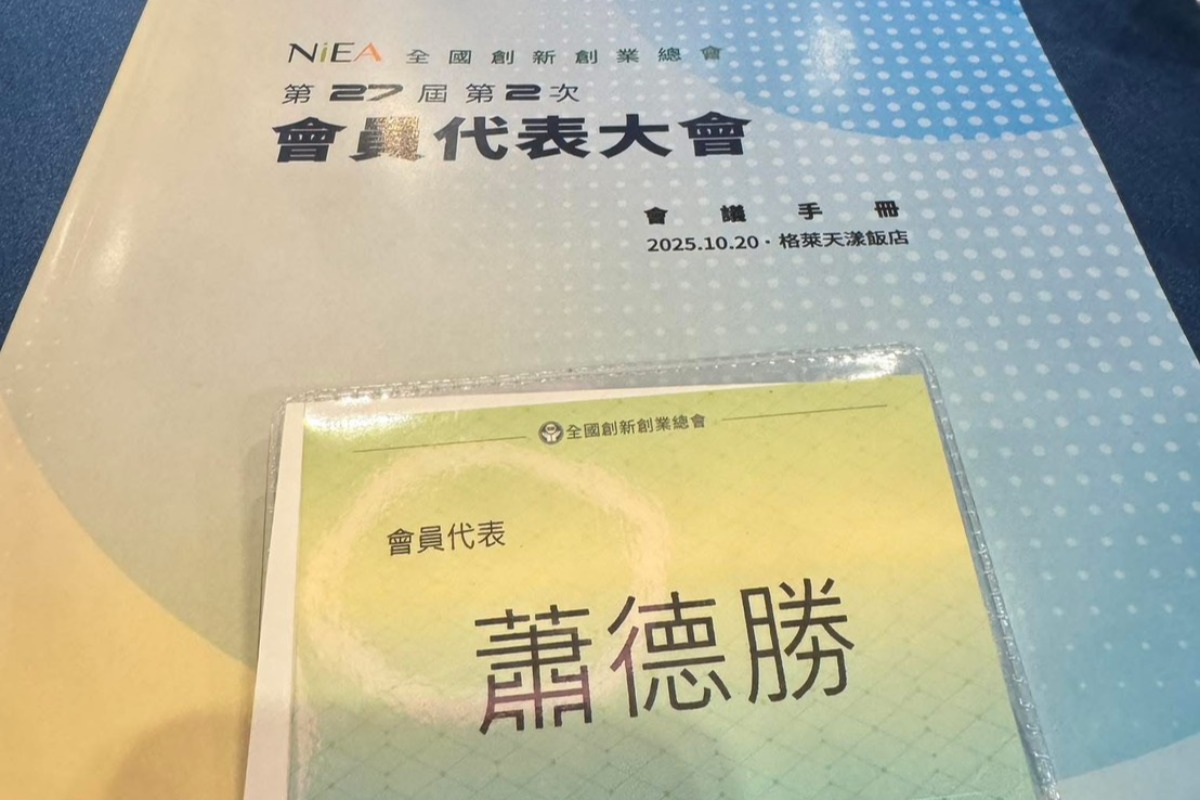 NiEA 全國創新創業總會
第27屆 第2次
會員代表大會
會議手冊
2025.10.20·格萊天漾飯店
全國創新創業總會
會員代表
蕭德勝